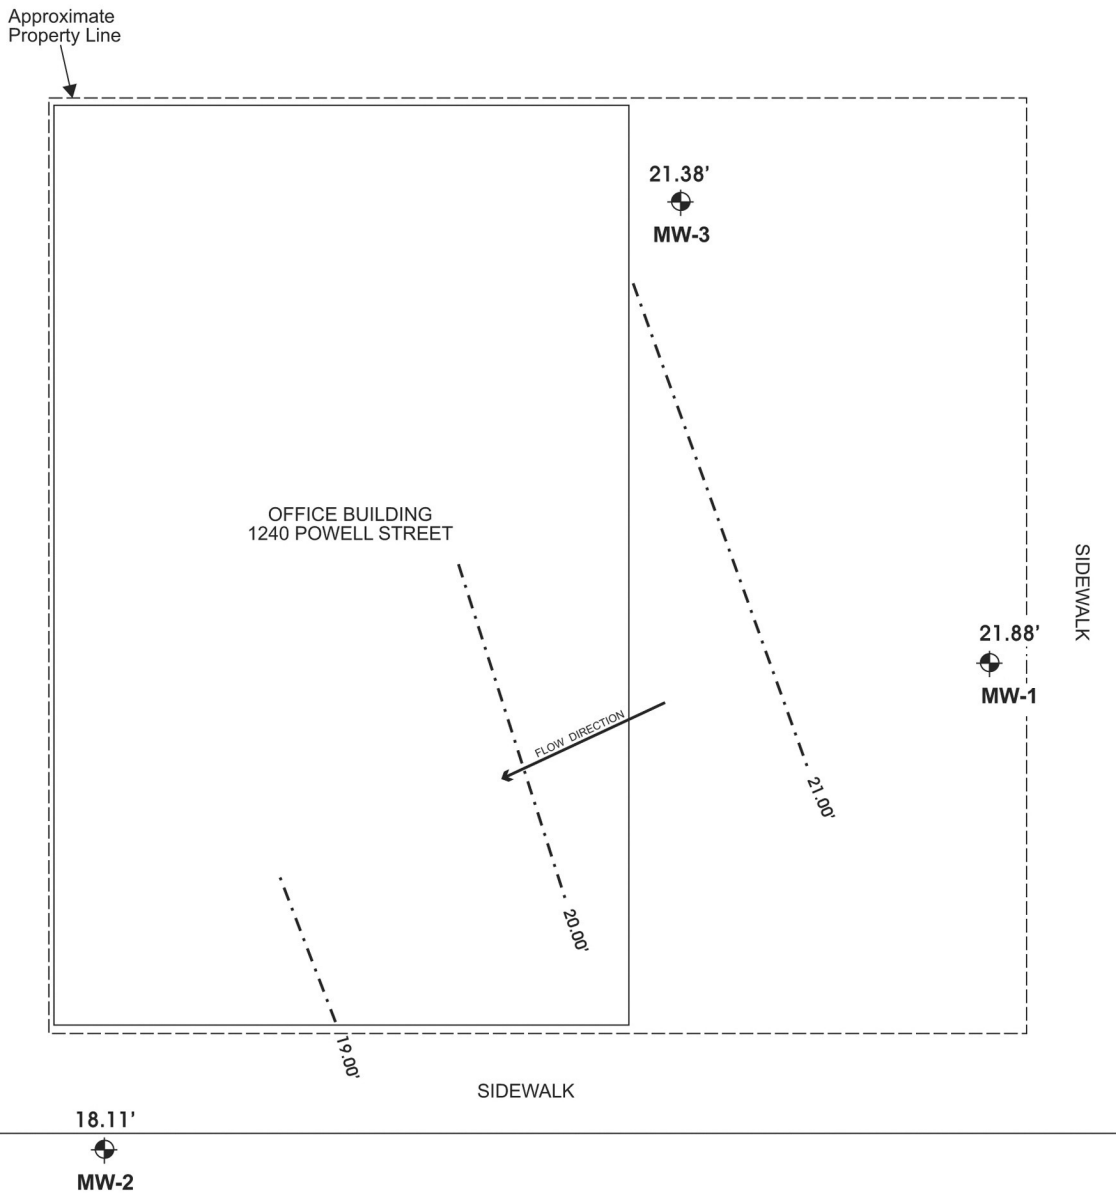 Approximate
Property Line
21.38’
MW-3
OFFICE BUILDING
1240 POWELL STREET
SIDEWALK
21.88’
MW-1
FLOW DIRECTION
21.00’
20.00’
19.00’
SIDEWALK
18.11’
MW-2